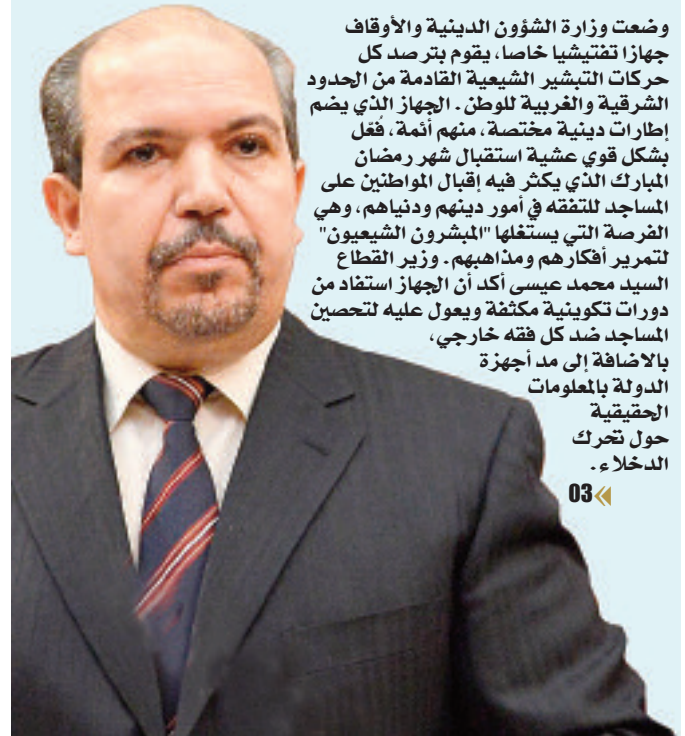 وضعت وزارة الشؤون الدينية والأوقاف
جهازا تفتيشيا خاصا، يقوم بترصد كل
حركات التبشير الشيعية القادمة من الحدود
الشرقية والغربية للوطن. الجهاز الذي يضم
إطارات دينية مختصة، منهم أئمة، فُعّل
بشكل قوي عشية استقبال شهر رمضان
المبارك الذي يكثر فيه إقبال المواطنين على
المساجد للتفقه في أمور دينهم ودنياهم، وهي
الفرصة التي يستغلها "المبشرون الشيعيون"
لتمرير أفكارهم ومذاهبهم. وزير القطاع
السيد محمد عيسى أكد أن الجهاز استفاد من
دورات تكوينية مكثفة ويعول عليه لتحصين
المساجد ضد كل فقه خارجي،
بالاضافة إلى مد أجهزة
الدولة بالمعلومات
الحقيقية
حول تحرك
الدخلاء.
03